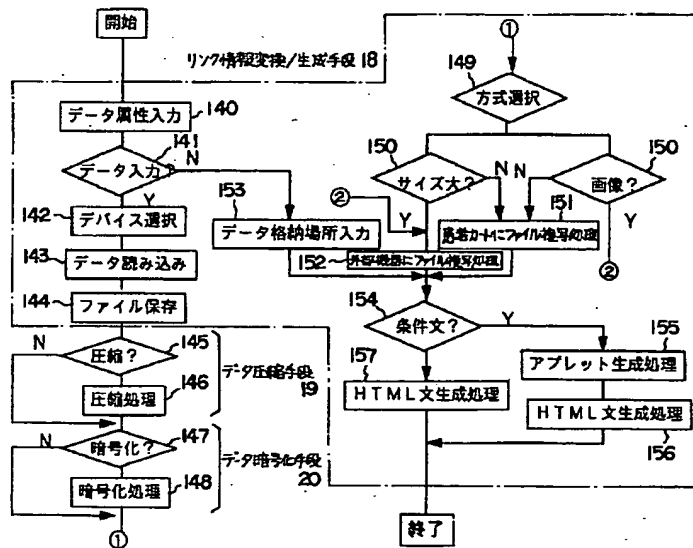 開始
リンク情報変換/生成手段 18
140
データ属性入力
141
データ入力?
N
Y
142
デバイス選択
143
データ読み込み
144
ファイル保存
145
圧縮?
N
146
圧縮処理
データ圧縮手段
19
147
暗号化?
N
148
暗号化処理
データ暗号化手段
20
①
①
149
方式選択
150
サイズ大?
N
Y
②
150
画像?
N
Y
②
151
患者カードにファイル複写処理
153
データ格納場所入力
152
外部機器にファイル複写処理
154
条件文?
Y
155
アプレット生成処理
157
HTML文生成処理
HTML文生成処理
156
終了